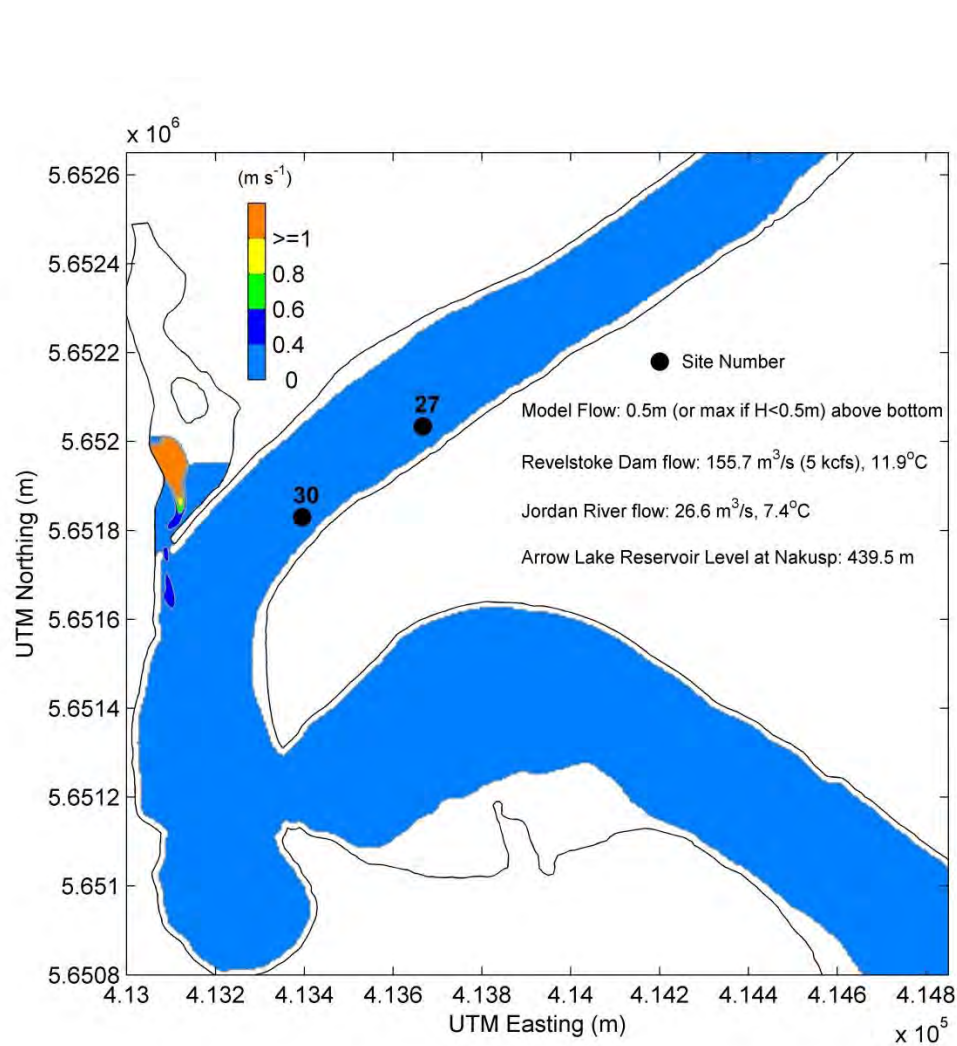 x 10^6
5.6526
5.6524
5.6522
5.652
5.6518
5.6516
5.6514
5.6512
5.651
5.6508
UTM Northing (m)
(m s^-1)
>=1
0.8
0.6
0.4
0
27
30
Site Number
Model Flow: 0.5m (or max if H<0.5m) above bottom
Revelstoke Dam flow: 155.7 m^3/s (5 kcfs), 11.9°C
Jordan River flow: 26.6 m^3/s, 7.4°C
Arrow Lake Reservoir Level at Nakusp: 439.5 m
4.13 4.132 4.134 4.136 4.138 4.14 4.142 4.144 4.146 4.148
UTM Easting (m)
x 10^5